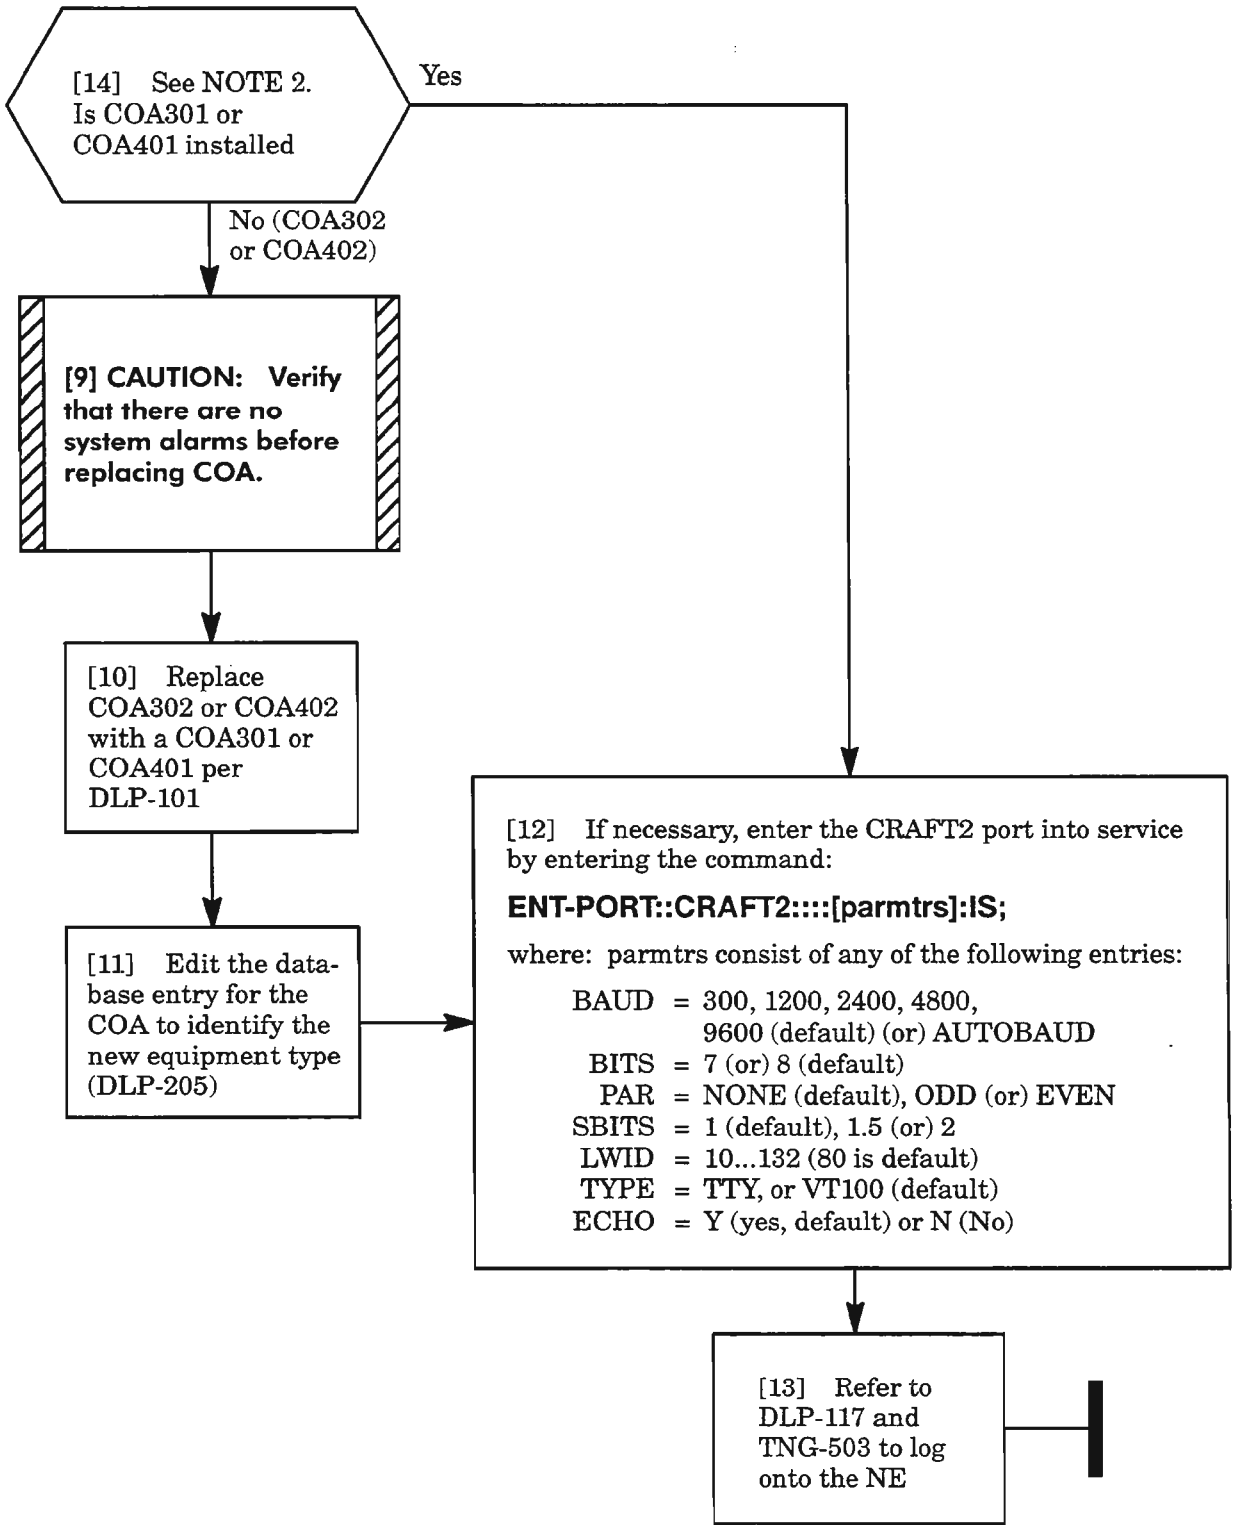 [14] See NOTE 2.
Is COA301 or
COA401 installed
Yes
No (COA302
or COA402)
[9] CAUTION: Verify
that there are no
system alarms before
replacing COA.
[10] Replace
COA302 or COA402
with a COA301 or
COA401 per
DLP-101
[11] Edit the data-
base entry for the
COA to identify the
new equipment type
(DLP-205)
[12] If necessary, enter the CRAFT2 port into service
by entering the command:
ENT-PORT::CRAFT2::::[parmtrs]:IS;
where: parmtrs consist of any of the following entries:
BAUD = 300, 1200, 2400, 4800,
9600 (default) (or) AUTOBAUD
BITS = 7 (or) 8 (default)
PAR = NONE (default), ODD (or) EVEN
SBITS = 1 (default), 1.5 (or) 2
LWID = 10...132 (80 is default)
TYPE = TTY, or VT100 (default)
ECHO = Y (yes, default) or N (No)
[13] Refer to
DLP-117 and
TNG-503 to log
onto the NE